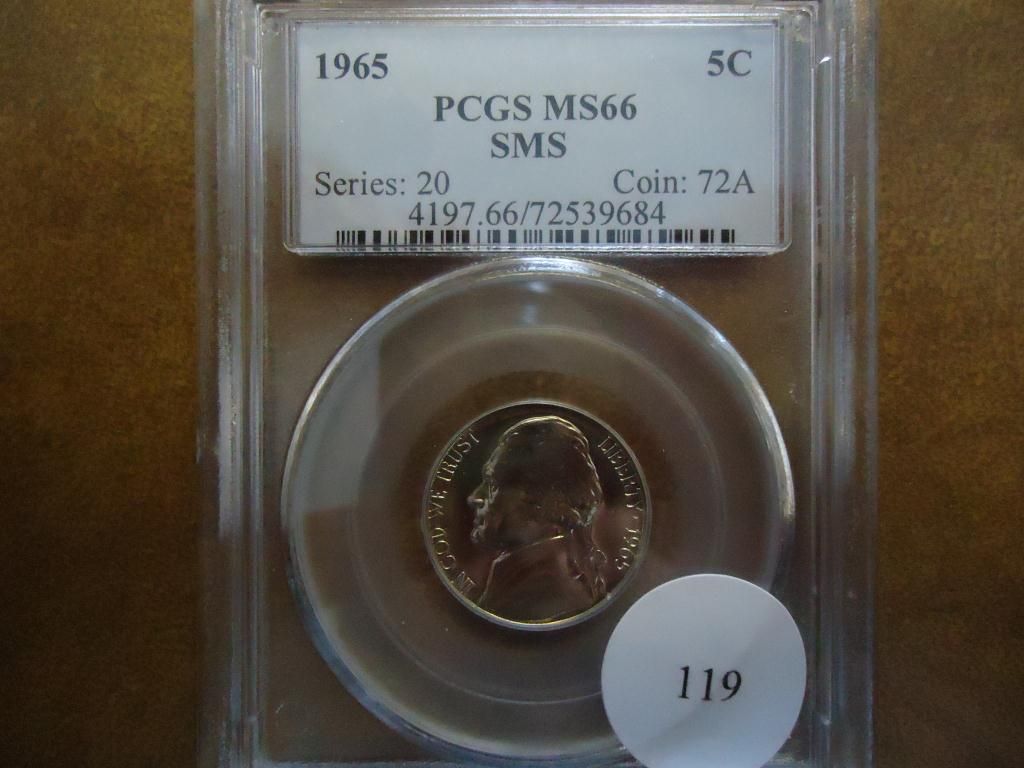 1965 5C
PCGS MS66
SMS
Series: 20 Coin: 72A
4197.66/72539684
IN GOD WE TRUST
LIBERTY 1965
119